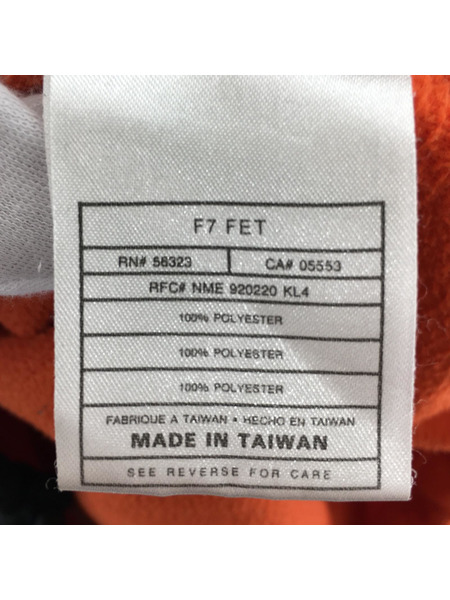 F7 FET
RN# 56323 CA# 05553
RFC# NME 920220 KL4
100% POLYESTER
100% POLYESTER
100% POLYESTER
FABRIQUE A TAIWAN • HECHO EN TAIWAN
MADE IN TAIWAN
SEE REVERSE FOR CARE